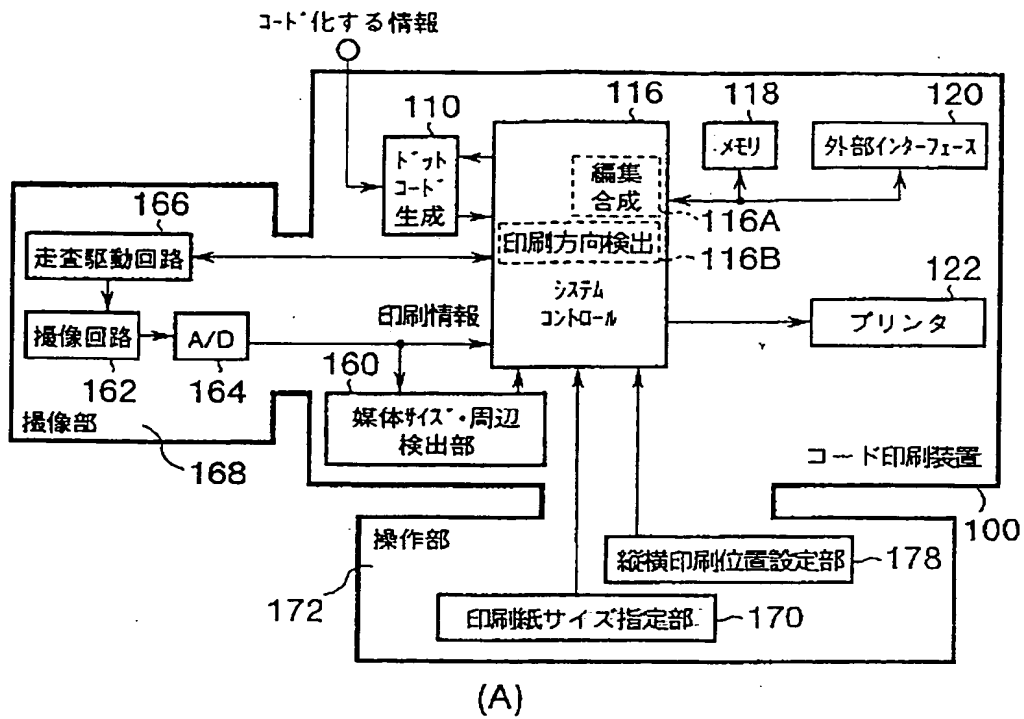 コード化する情報
110
116
118
120
ドット
コード
生成
編集
合成
メモリ
外部インターフェース
166
116A
走査駆動回路
印刷方向検出
116B
122
システム
コントロール
印刷情報
プリンタ
撮像回路
A/D
162
164
160
媒体サイズ・周辺
検出部
撮像部
168
コード印刷装置
100
操作部
縦横印刷位置設定部
178
172
印刷紙サイズ指定部
170
(A)